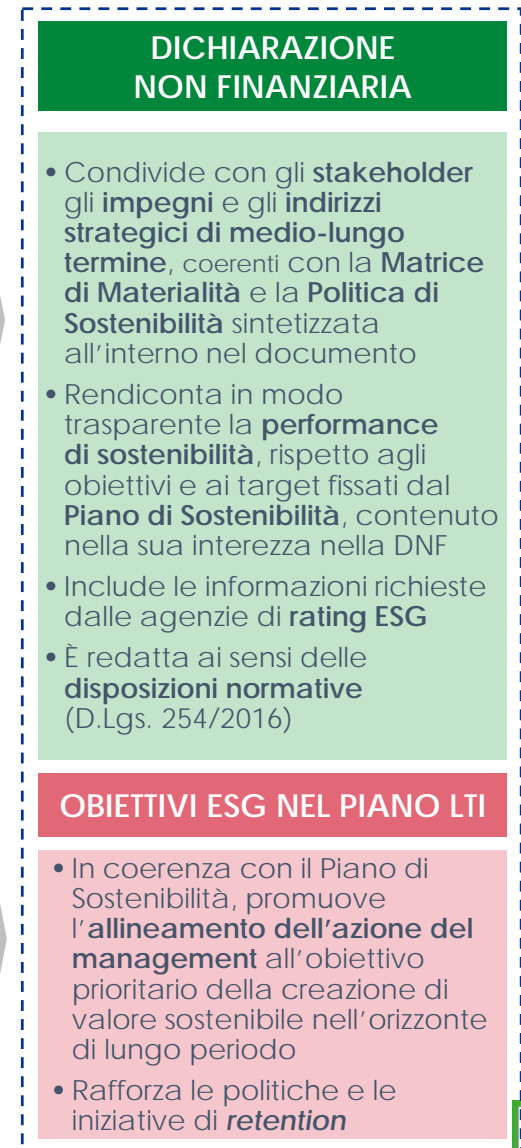 DICHIARAZIONE
NON FINANZIARIA
• Condivide con gli stakeholder
gli impegni e gli indirizzi
strategici di medio-lungo
termine, coerenti con la Matrice
di Materialità e la Politica di
Sostenibilità sintetizzata
all'interno nel documento
• Rendiconta in modo
trasparente la performance
di sostenibilità, rispetto agli
obiettivi e ai target fissati dal
Piano di Sostenibilità, contenuto
nella sua interezza nella DNF
• Include le informazioni richieste
dalle agenzie di rating ESG
• È redatta ai sensi delle
disposizioni normative
(D.Lgs. 254/2016)
OBIETTIVI ESG NEL PIANO LTI
• In coerenza con il Piano di
Sostenibilità, promuove
l'allineamento dell'azione del
management all'obiettivo
prioritario della creazione di
valore sostenibile nell'orizzonte
di lungo periodo
• Rafforza le politiche e le
iniziative di retention